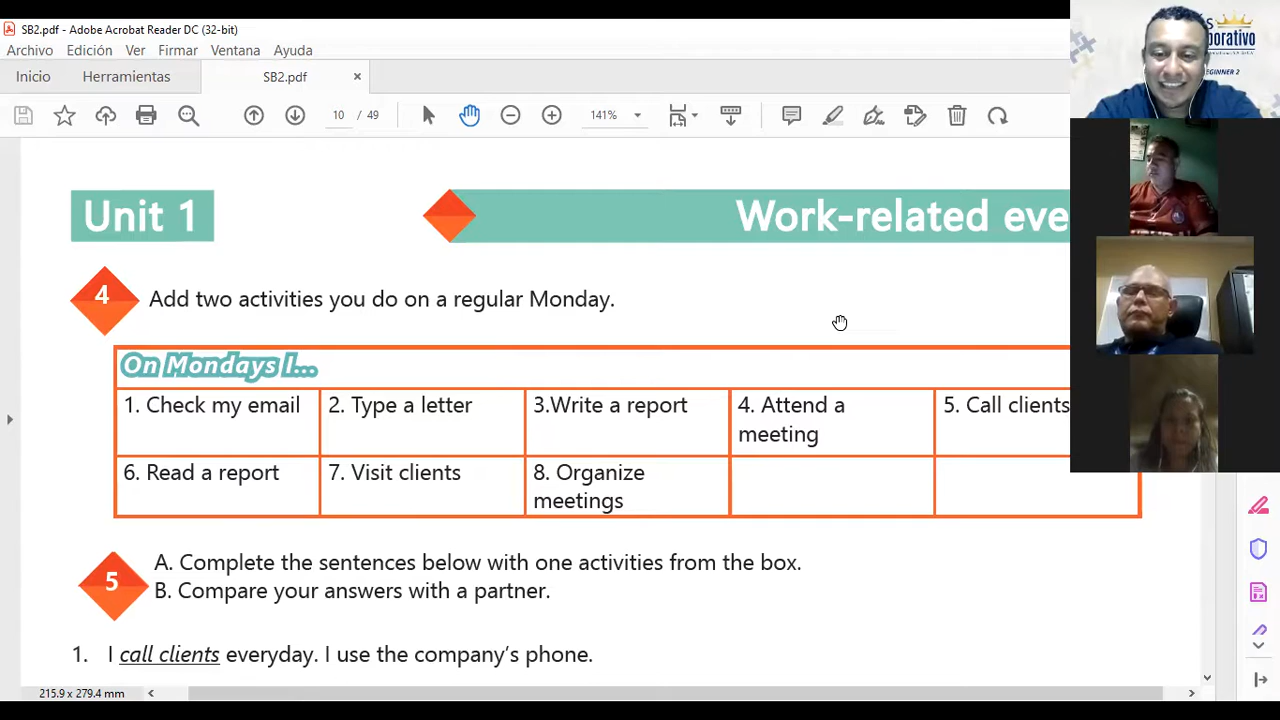 SB2.pdf - Adobe Acrobat Reader DC (32-bit)
Archivo Edición Ver Firmar Ventana Ayuda
Inicio Herramientas SB2.pdf ×
10 / 49 141%
BEGINNER 2
Unit 1
Work-related eve
4 Add two activities you do on a regular Monday.
On Mondays I...
1. Check my email 2. Type a letter 3.Write a report 4. Attend a meeting 5. Call clients
6. Read a report 7. Visit clients 8. Organize meetings
5 A. Complete the sentences below with one activities from the box.
B. Compare your answers with a partner.
1. I call clients everyday. I use the company's phone.
215.9 x 279.4 mm